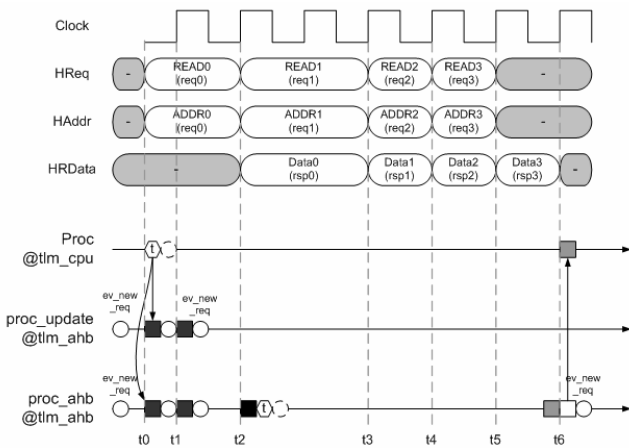 Clock
HReq
-
READ0
(req0)
READ1
(req1)
READ2
(req2)
READ3
(req3)
-
HAddr
-
ADDR0
(req0)
ADDR1
(req1)
ADDR2
(req2)
ADDR3
(req3)
-
HRData
-
Data0
(rsp0)
Data1
(rsp1)
Data2
(rsp2)
Data3
(rsp3)
-
Proc
@tlm_cpu
t
ev_new
_req
ev_new
_req
proc_update
@tlm_ahb
ev_new
_req
ev_new
_req
proc_ahb
@tlm_ahb
t
t0
t1
t2
t3
t4
t5
t6